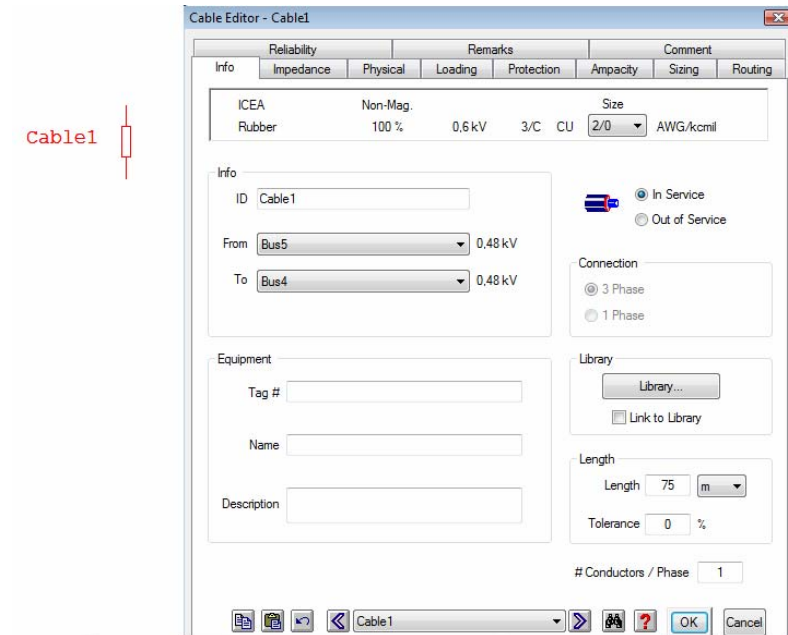 Cable Editor - Cable1
Reliability Remarks Comment
Info Impedance Physical Loading Protection Ampacity Sizing Routing
ICEA Non-Mag. Size
Rubber 100 % 0,6 kV 3/C CU 2/0 AWG/kcmil
Cable1
Info
ID Cable1
In Service
Out of Service
From Bus5 0,48 kV
To Bus4 0,48 kV
Connection
3 Phase
1 Phase
Equipment
Tag #
Name
Description
Library
Library...
Link to Library
Length
Length 75 m
Tolerance 0 %
# Conductors / Phase 1
Cable1 ? OK Cancel